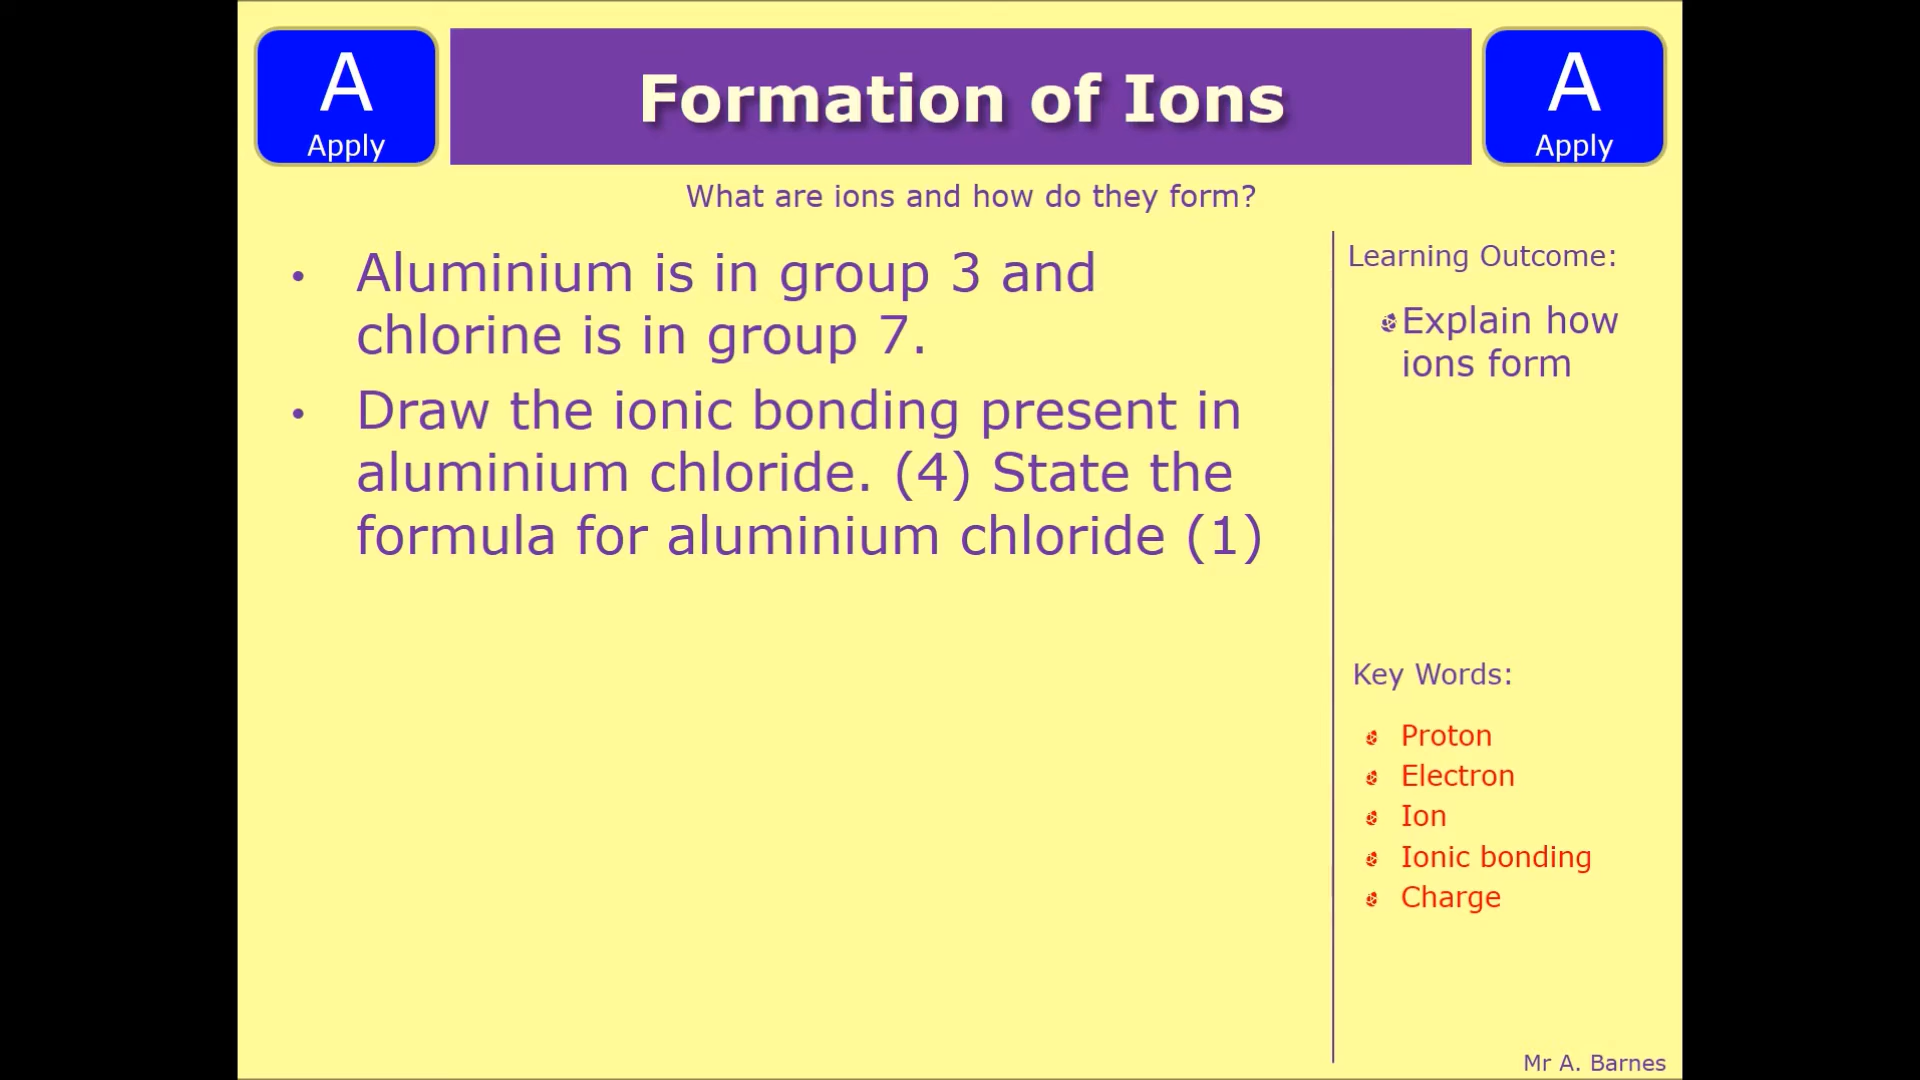 A
Apply
Formation of Ions
A
Apply
What are ions and how do they form?
• Aluminium is in group 3 and
chlorine is in group 7.
• Draw the ionic bonding present in
aluminium chloride. (4) State the
formula for aluminium chloride (1)
Learning Outcome:
Explain how
ions form
Key Words:
Proton
Electron
Ion
Ionic bonding
Charge
Mr A. Barnes